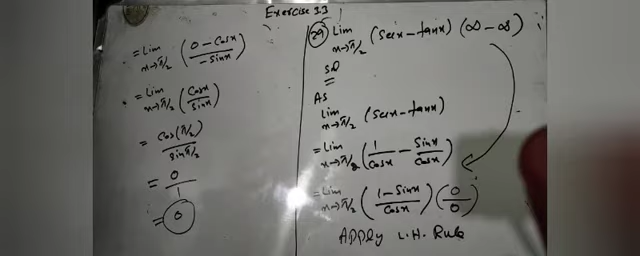 Exercise 3.3
(29) Lim x→π/2 (secx - tanx) (∞ - ∞)
Sol
AS
Lim x→π/2 (secx - tanx)
= Lim x→π/2 (1/Cosx - Sinx/Cosx)
= Lim x→π/2 (1-Sinx/Cosx) (0/0)
APPly L.H. Rule
= Lim x→π/2 (0-Cosx/-Sinx)
= Lim x→π/2 (Cosx/Sinx)
= Cos(π/2)/Sinπ/2
= 0/1
= 0